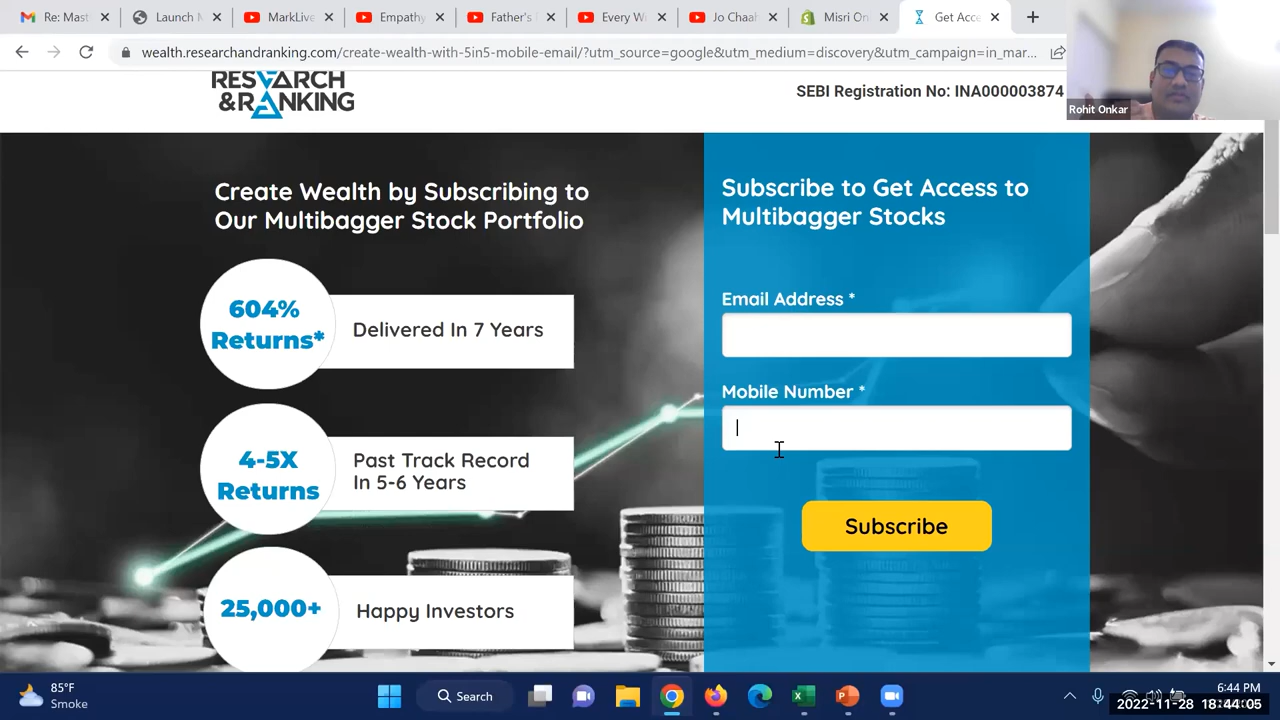 Re: Mast
Launch M
MarkLive
Empathy
Father's
Every Wi
Jo Chaah
Misri On
Get Acce
wealth.researchandranking.com/create-wealth-with-5in5-mobile-email/?utm_source=google&utm_medium=discovery&utm_campaign=in_mar...
RESEARCH
&RANKING
SEBI Registration No: INA000003874
Rohit Onkar
Create Wealth by Subscribing to
Our Multibagger Stock Portfolio
604%
Returns*
Delivered In 7 Years
4-5X
Returns
Past Track Record
In 5-6 Years
25,000+
Happy Investors
Subscribe to Get Access to
Multibagger Stocks
Email Address *
Mobile Number *
Subscribe
85°F
Smoke
Search
6:44 PM
2022-11-28 18:44:05